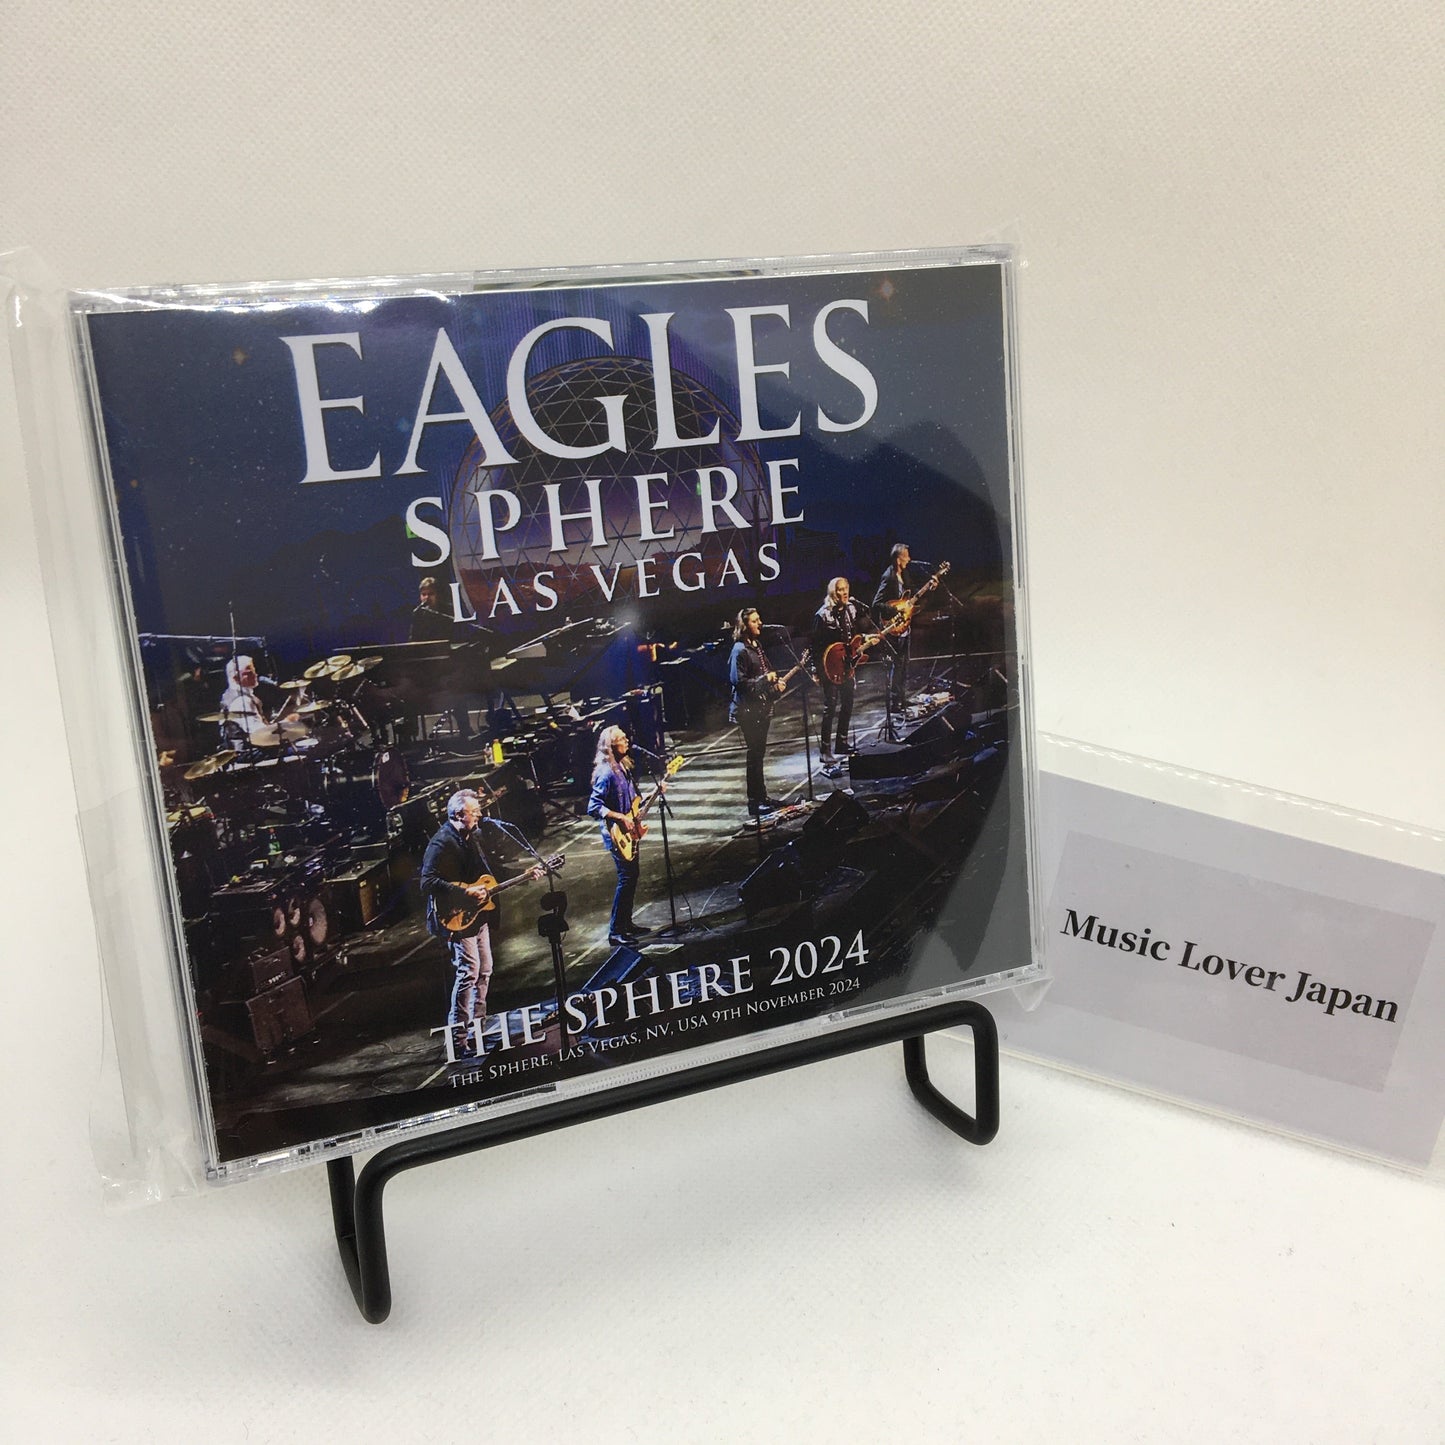 EAGLES
SPHERE
LAS VEGAS
THE SPHERE 2024
THE SPHERE, LAS VEGAS, NV, USA 9TH NOVEMBER 2024
Music Lover Japan